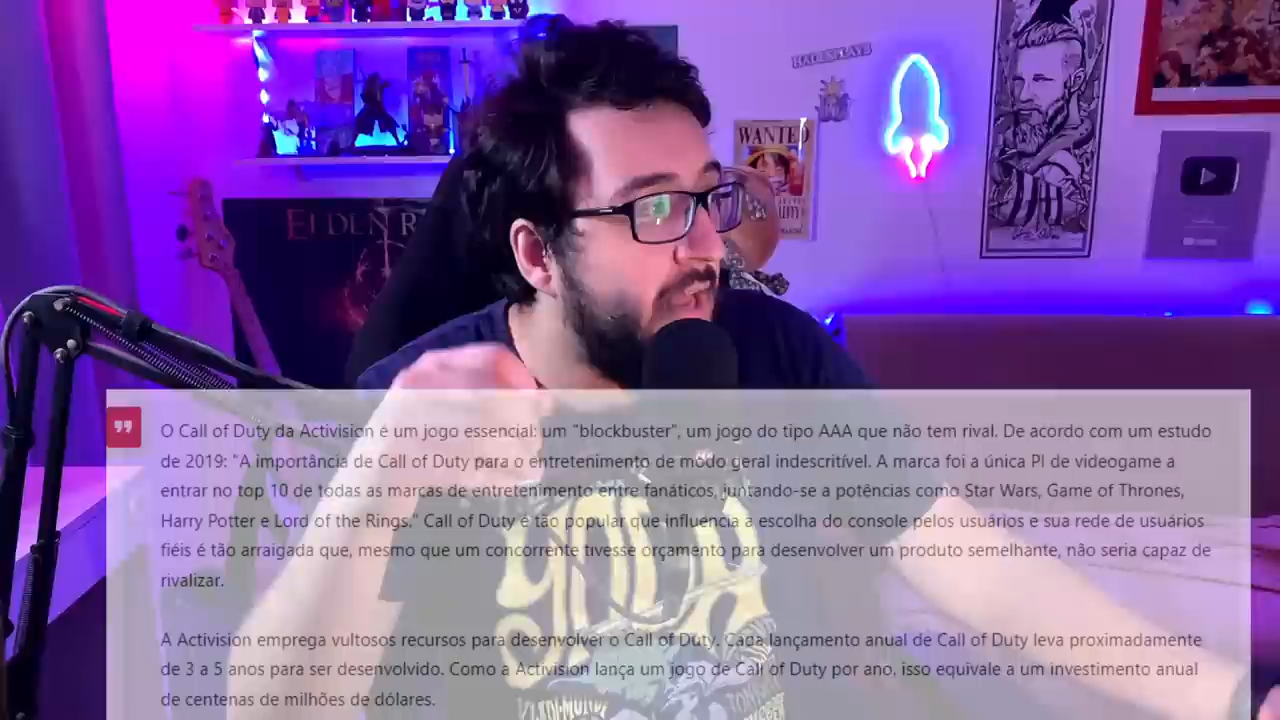 HADESPLAYS
WANTED
ELDEN R
O Call of Duty da Activision é um jogo essencial: um "blockbuster", um jogo do tipo AAA que não tem rival. De acordo com um estudo
de 2019: "A importância de Call of Duty para o entretenimento de modo geral indescritível. A marca foi a única PI de videogame a
entrar no top 10 de todas as marcas de entretenimento entre fanáticos, juntando-se a potências como Star Wars, Game of Thrones,
Harry Potter e Lord of the Rings." Call of Duty é tão popular que influencia a escolha do console pelos usuários e sua rede de usuários
fiéis é tão arraigada que, mesmo que um concorrente tivesse orçamento para desenvolver um produto semelhante, não seria capaz de
rivalizar.
A Activision emprega vultosos recursos para desenvolver o Call of Duty. Cada lançamento anual de Call of Duty leva proximadamente
de 3 a 5 anos para ser desenvolvido. Como a Activision lança um jogo de Call of Duty por ano, isso equivale a um investimento anual
de centenas de milhões de dólares.